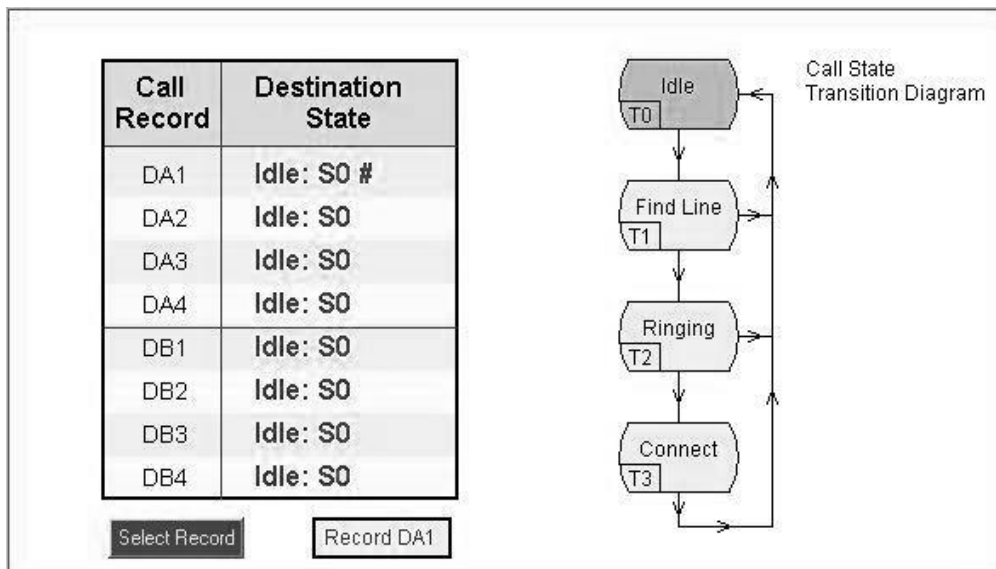 Call Record
Destination State
DA1 Idle: S0 #
DA2 Idle: S0
DA3 Idle: S0
DA4 Idle: S0
DB1 Idle: S0
DB2 Idle: S0
DB3 Idle: S0
DB4 Idle: S0
Select Record
Record DA1
Idle
T0
Find Line
T1
Ringing
T2
Connect
T3
Call State
Transition Diagram